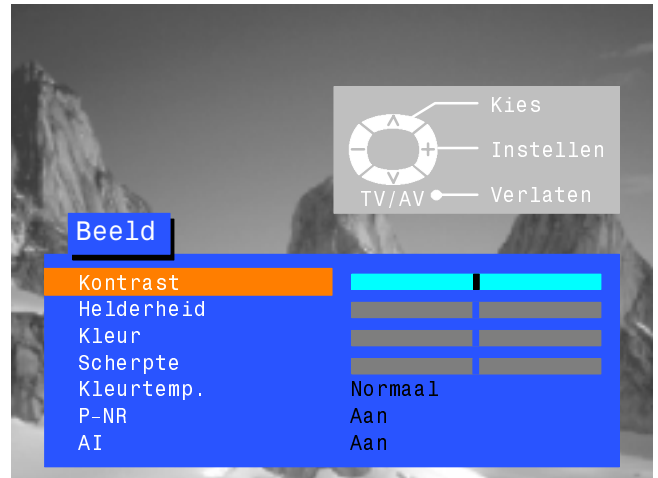 Kies
Instellen
TV/AV Verlaten
Beeld
Kontrast
Helderheid
Kleur
Scherpte
Kleurtemp. Normaal
P-NR Aan
AI Aan